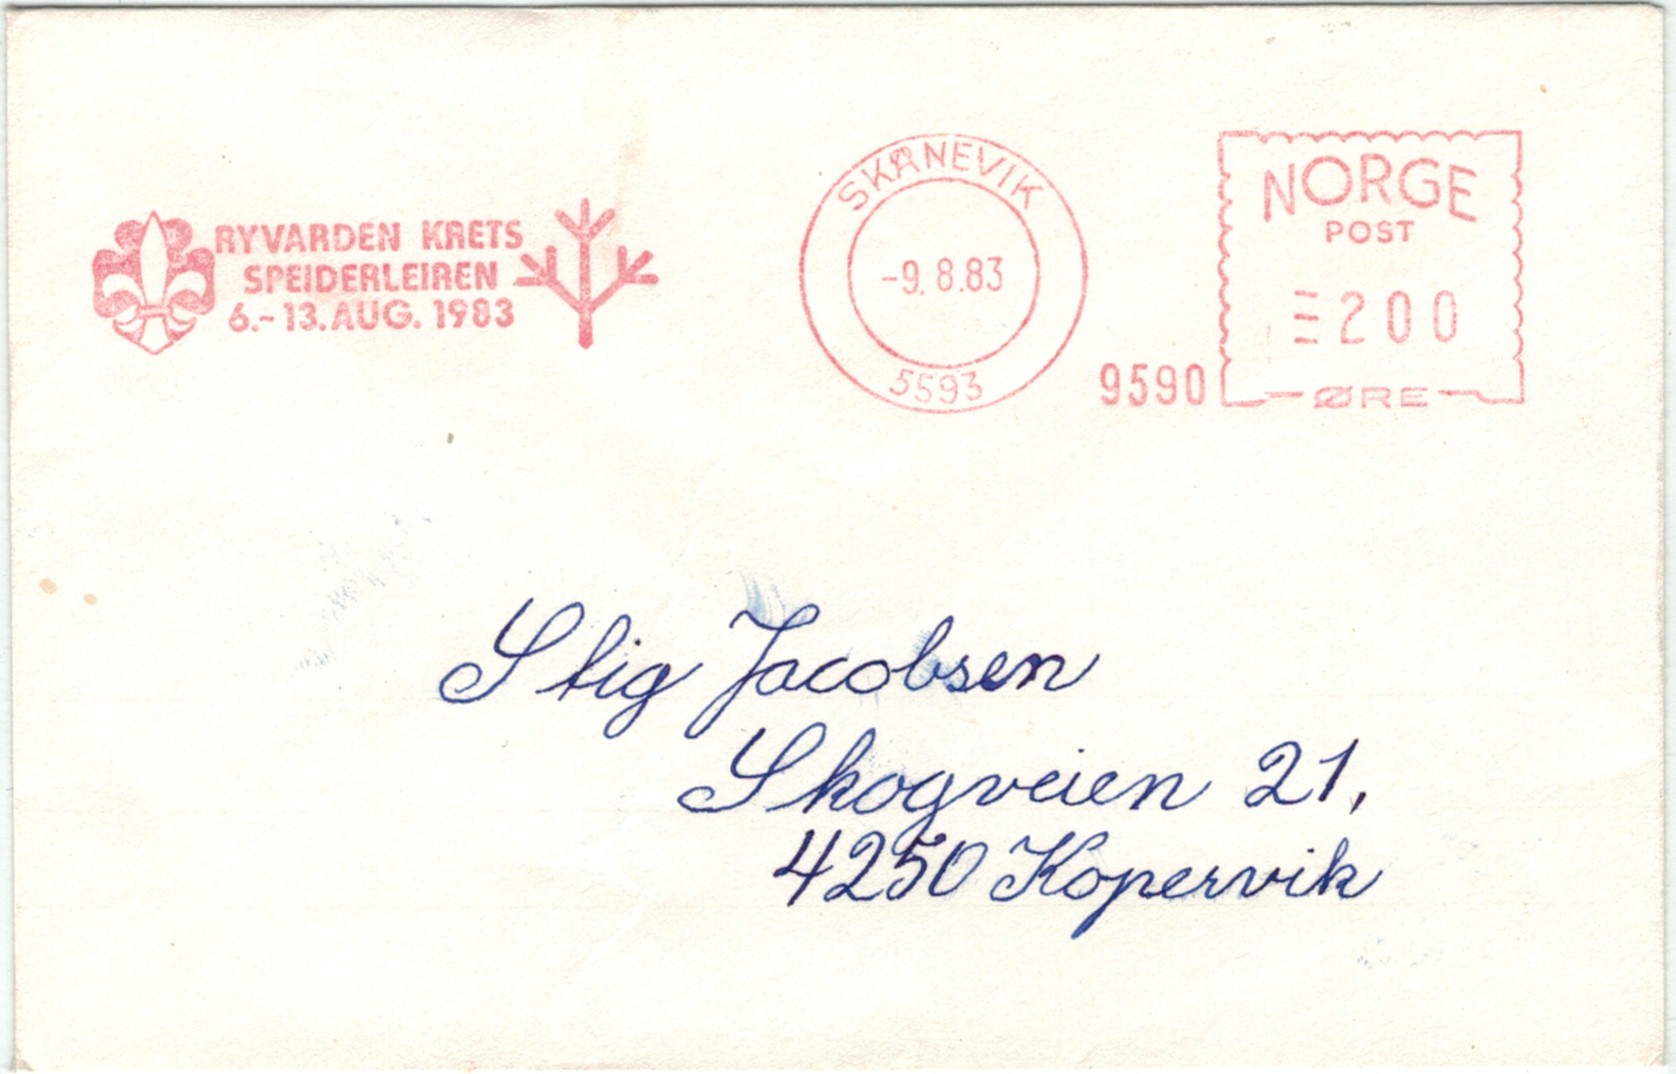 RYVARDEN KRETS
SPEIDERLEIREN
6.-13. AUG. 1983
SKÅNEVIK
-9. 8.83
5593
9590
NORGE
POST
200
ØRE
Stig Jacobsen
Skogveien 21,
4250 Kopervik